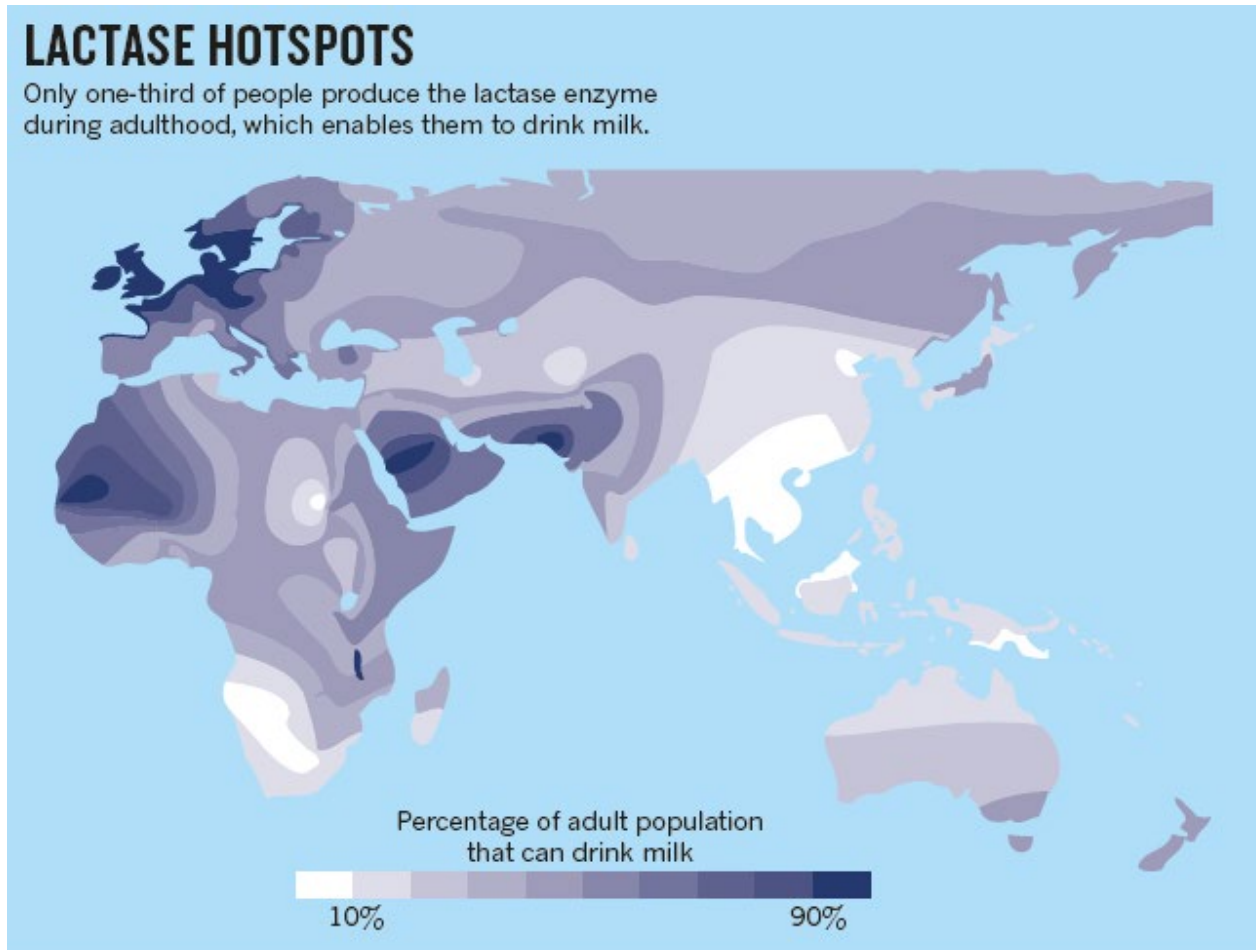 LACTASE HOTSPOTS
Only one-third of people produce the lactase enzyme
during adulthood, which enables them to drink milk.
Percentage of adult population
that can drink milk
10%
90%